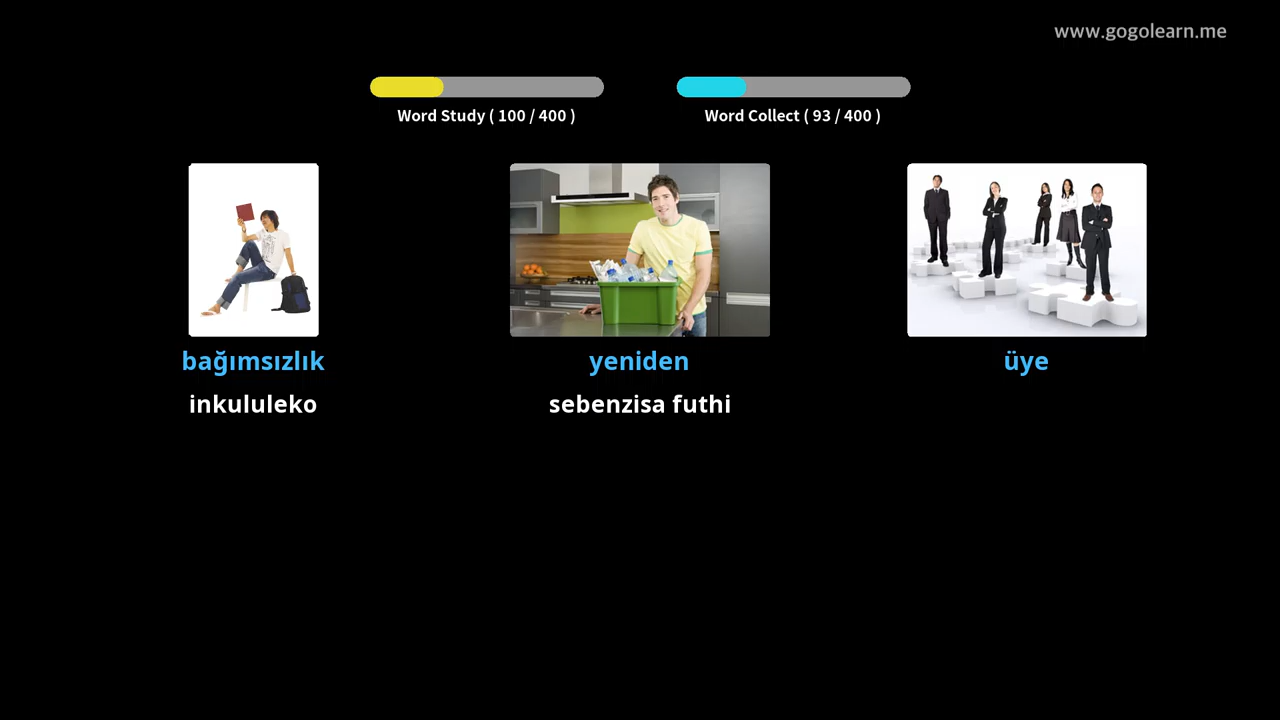 www.gogolearn.me
Word Study ( 100 / 400 )
Word Collect ( 93 / 400 )
bağımsızlık
yeniden
üye
inkululeko
sebenzisa futhi